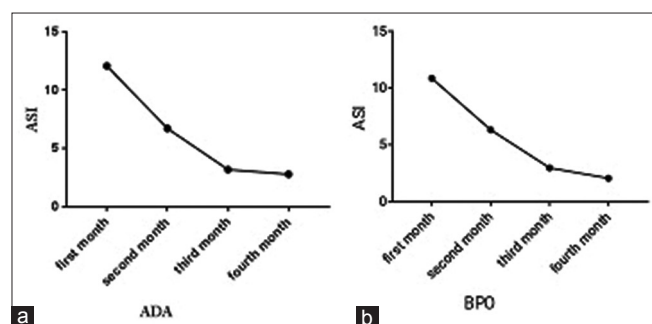 15
10
5
0
ASI
first month
second month
third month
fourth month
a
ADA
15
10
5
0
ASI
first month
second month
third month
fourth month
b
BPO